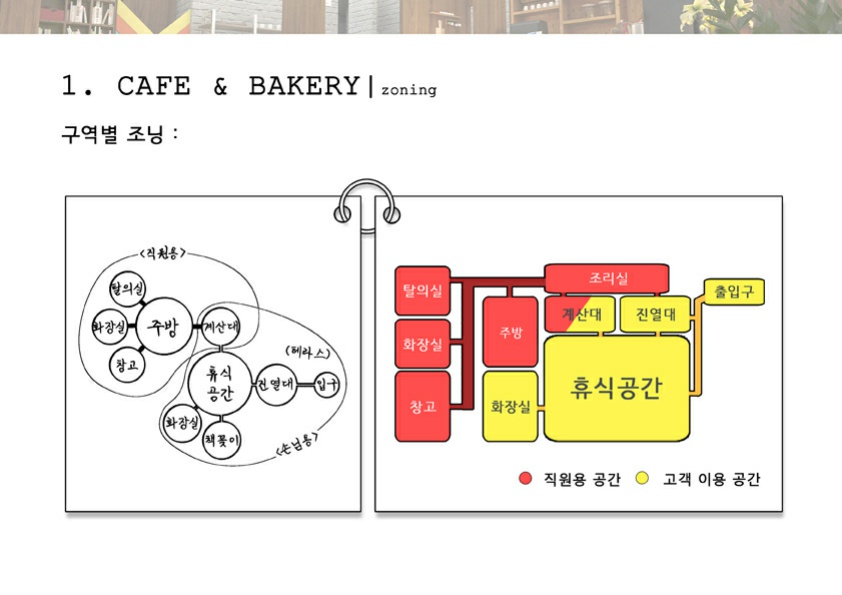 1. CAFE & BAKERY|zoning
구역별 조닝 :
<직원용>
탈의실
화장실
주방
계산대
창고
(테라스)
휴식
공간
진열대
입구
화장실
책꽂이
<손님용>
조리실
탈의실
출입구
계산대
진열대
주방
화장실
휴식공간
창고
화장실
직원용 공간
고객 이용 공간